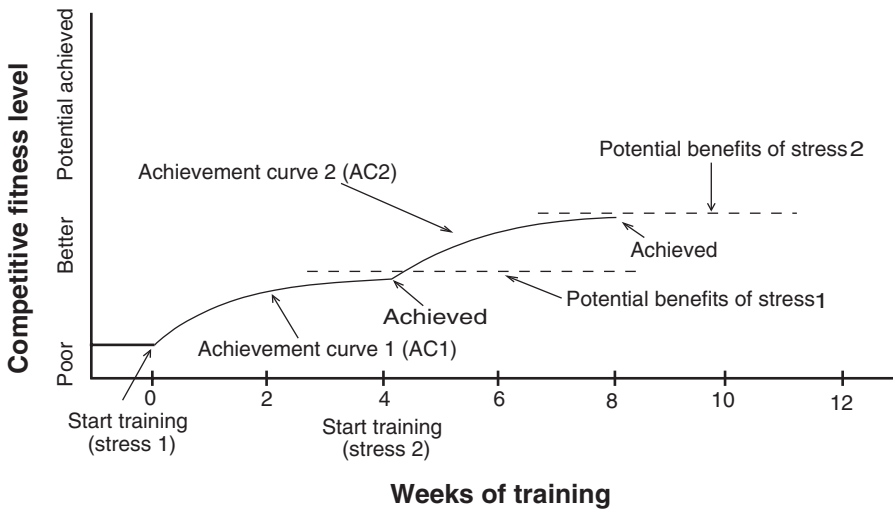 Competitive fitness level
Potential achieved
Better
Poor
Potential benefits of stress 2
Achievement curve 2 (AC2)
Achieved
Potential benefits of stress1
Achieved
Achievement curve 1 (AC1)
0 2 4 6 8 10 12
Start training
(stress 1)
Start training
(stress 2)
Weeks of training